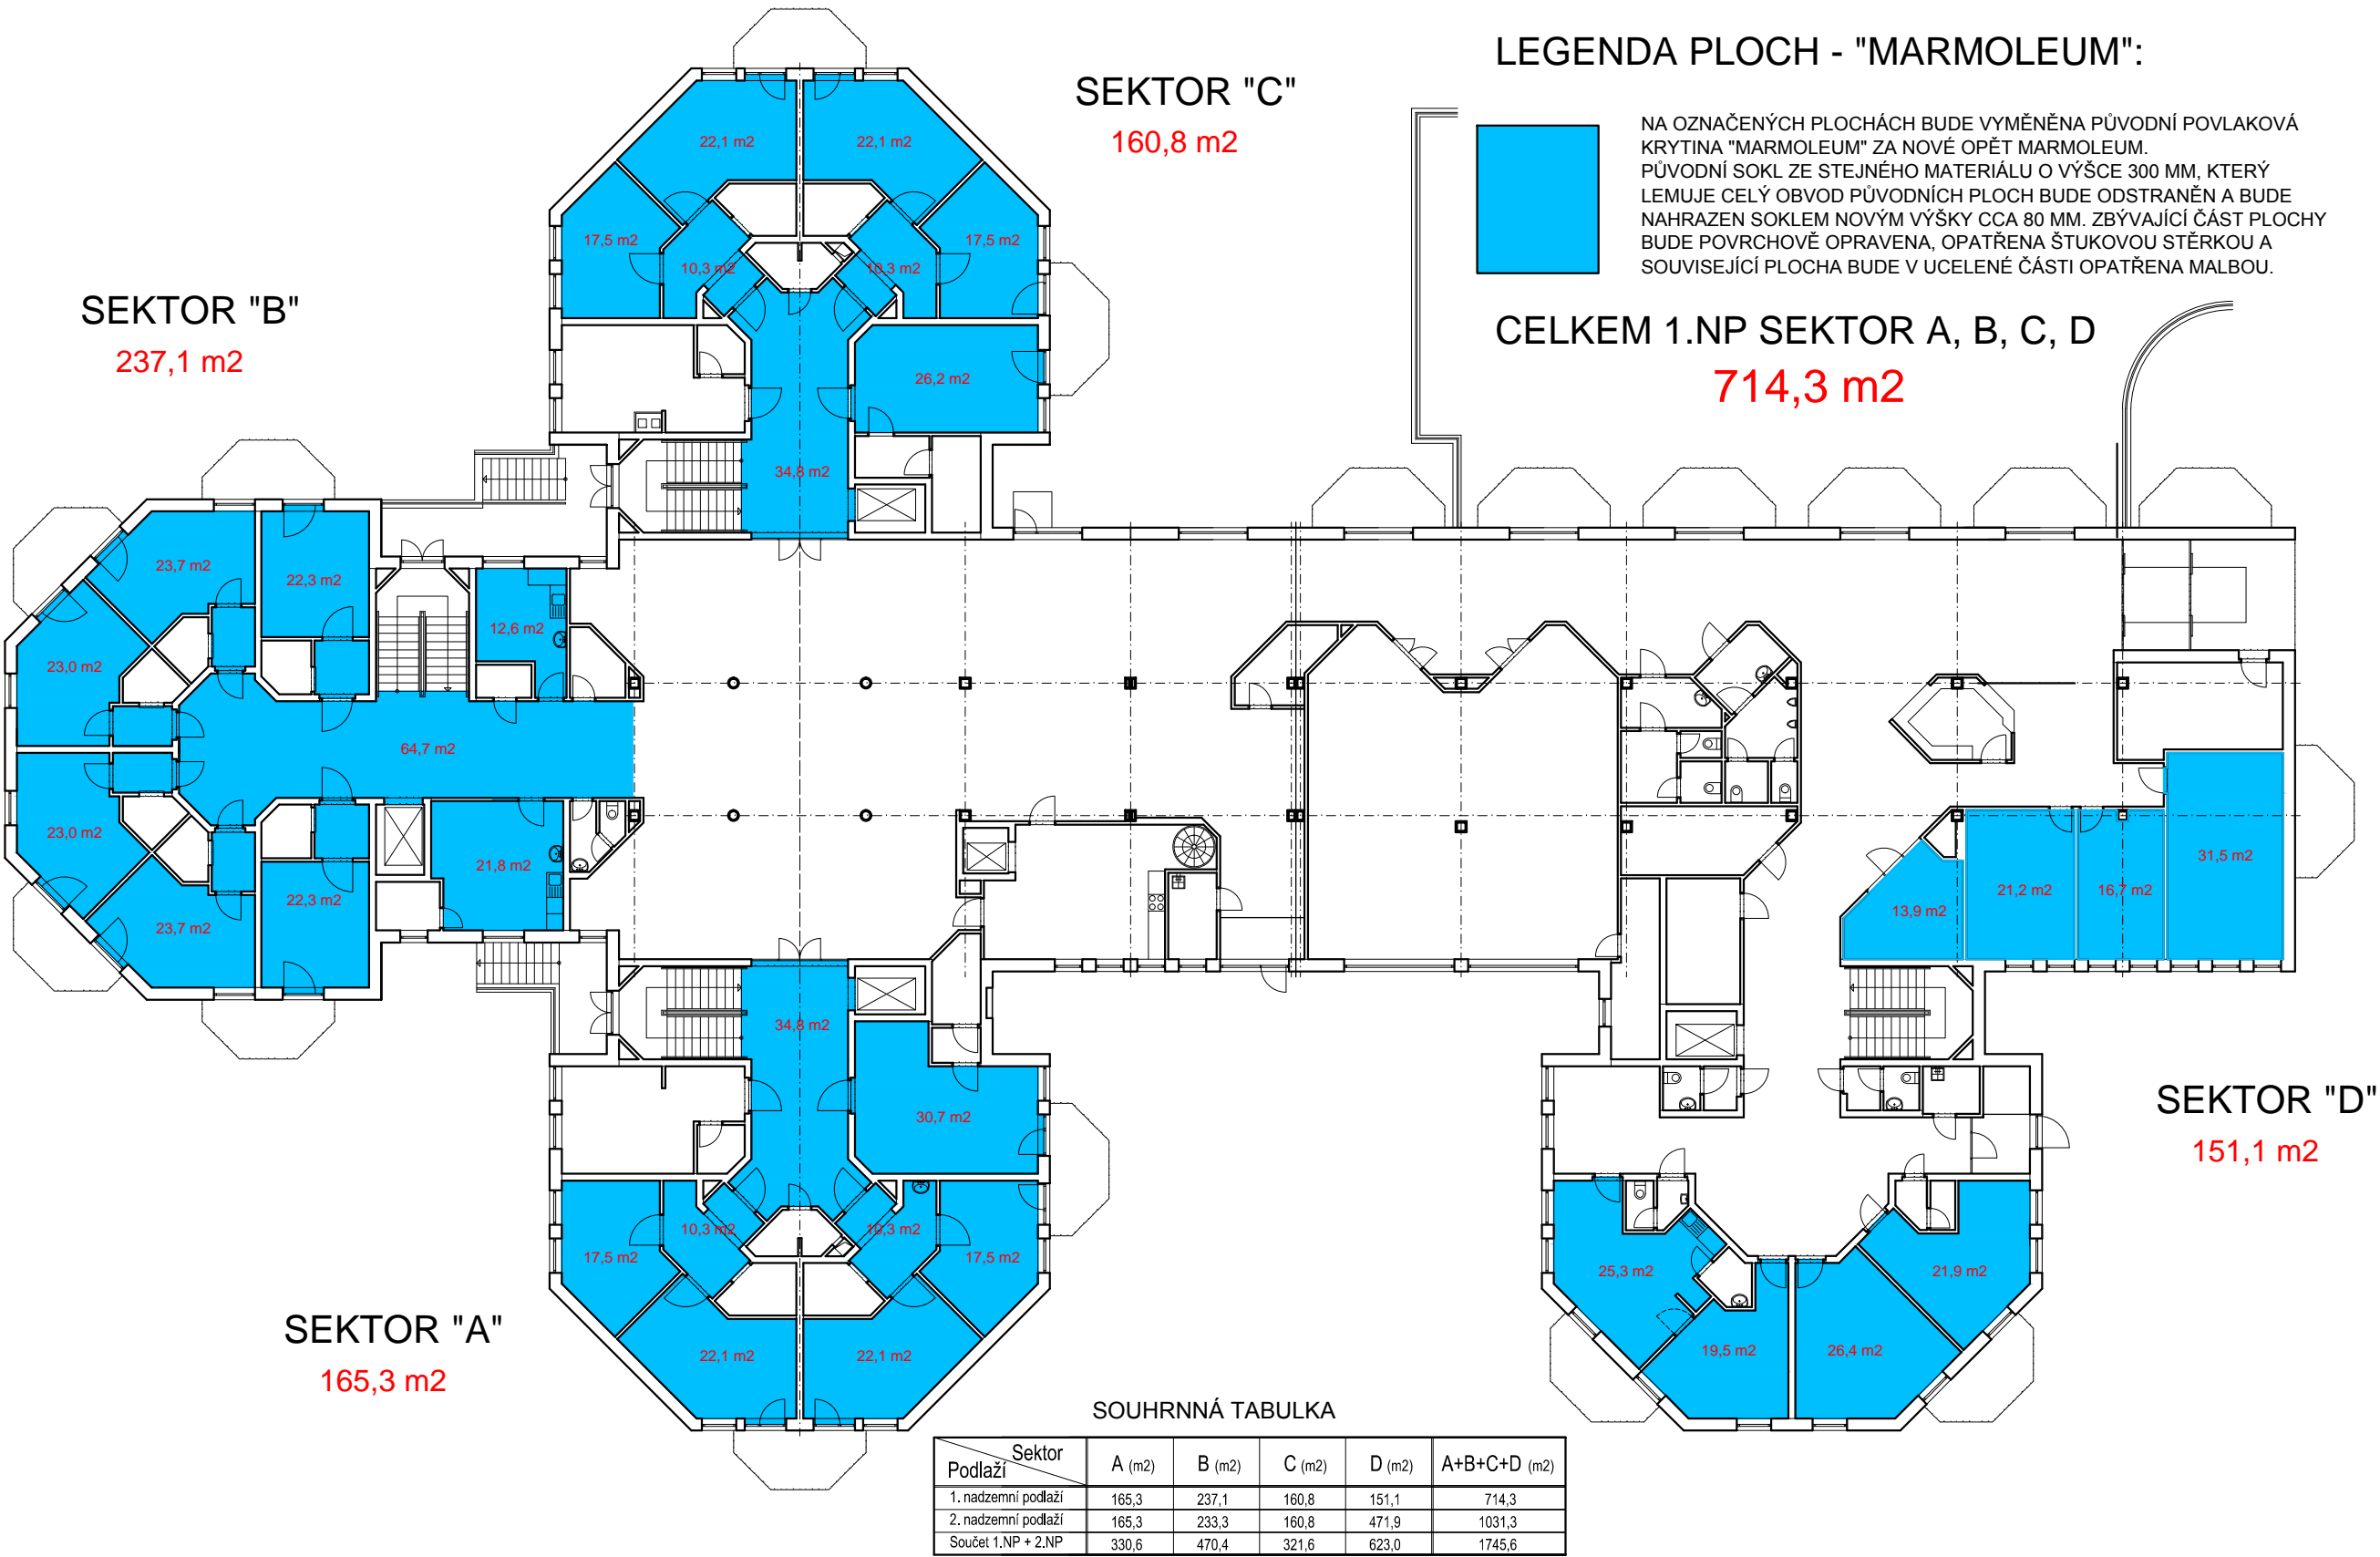 LEGENDA PLOCH - "MARMOLEUM":
NA OZNAČENÝCH PLOCHÁCH BUDE VYMĚNĚNA PŮVODNÍ POVLAKOVÁ
KRYTINA "MARMOLEUM" ZA NOVÉ OPĚT MARMOLEUM.
PŮVODNÍ SOKL ZE STEJNÉHO MATERIÁLU O VÝŠCE 300 MM, KTERÝ
LEMUJE CELÝ OBVOD PŮVODNÍCH PLOCH BUDE ODSTRANĚN A BUDE
NAHRAZEN SOKLEM NOVÝM VÝŠKY CCA 80 MM. ZBÝVAJÍCÍ ČÁST PLOCHY
BUDE POVRCHOVĚ OPRAVENA, OPATŘENA ŠTUKOVOU STĚRKOU A
SOUVISEJÍCÍ PLOCHA BUDE V UCELENÉ ČÁSTI OPATŘENA MALBOU.
CELKEM 1.NP SEKTOR A, B, C, D
714,3 m2
SEKTOR "C"
160,8 m2
22,1 m2
22,1 m2
17,5 m2
17,5 m2
10,3 m2
10,3 m2
26,2 m2
34,8 m2
SEKTOR "B"
237,1 m2
23,7 m2
22,3 m2
12,6 m2
23,0 m2
64,7 m2
23,0 m2
21,8 m2
22,3 m2
23,7 m2
31,5 m2
21,2 m2
16,7 m2
13,9 m2
34,8 m2
30,7 m2
10,3 m2
10,3 m2
17,5 m2
17,5 m2
22,1 m2
22,1 m2
SEKTOR "A"
165,3 m2
SEKTOR "D"
151,1 m2
25,3 m2
21,9 m2
19,5 m2
26,4 m2
SOUHRNNÁ TABULKA
Sektor
Podlaží A (m2) B (m2) C (m2) D (m2) A+B+C+D (m2)
1. nadzemní podlaží 165,3 237,1 160,8 151,1 714,3
2. nadzemní podlaží 165,3 233,3 160,8 471,9 1031,3
Součet 1.NP + 2.NP 330,6 470,4 321,6 623,0 1745,6